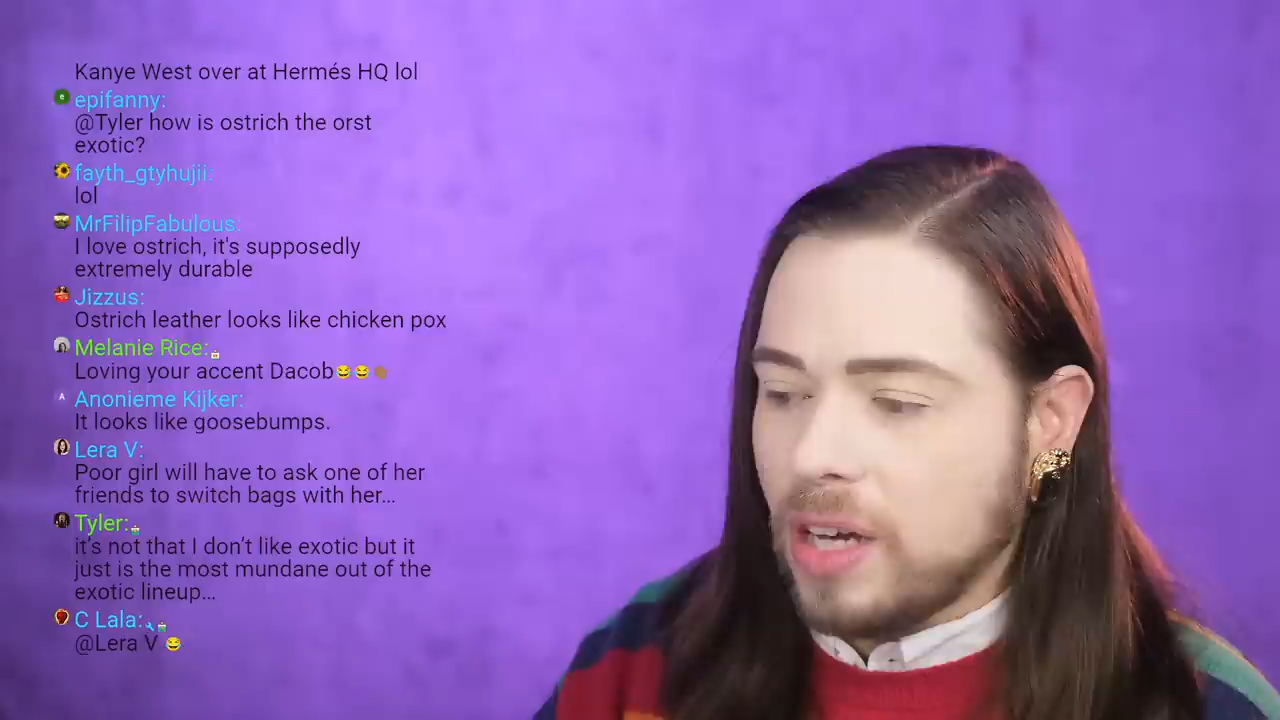 Kanye West over at Hermés HQ lol
epifanny:
@Tyler how is ostrich the orst
exotic?
fayth_gtyhujii:
lol
MrFilipFabulous:
I love ostrich, it's supposedly
extremely durable
Jizzus:
Ostrich leather looks like chicken pox
Melanie Rice:
Loving your accent Dacob😂😂👏🏽
Anonieme Kijker:
It looks like goosebumps.
Lera V:
Poor girl will have to ask one of her
friends to switch bags with her...
Tyler:
it's not that I don’t like exotic but it
just is the most mundane out of the
exotic lineup...
C Lala:
@Lera V 😂